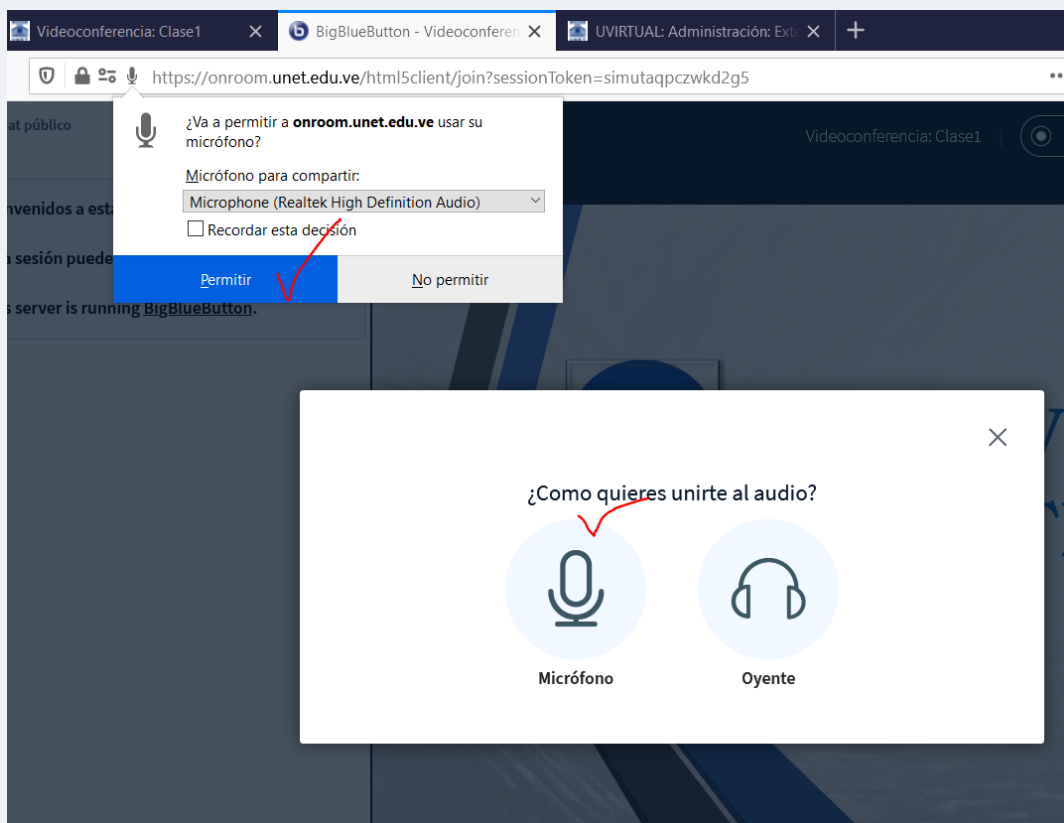 Videoconferencia: Clase1
BigBlueButton - Videoconferen
UVIRTUAL: Administración: Exte
https://onroom.unet.edu.ve/html5client/join?sessionToken=simutaqpczwkd2g5
at público
¿Va a permitir a onroom.unet.edu.ve usar su
micrófono?
Micrófono para compartir:
Microphone (Realtek High Definition Audio)
Recordar esta decisión
Permitir
No permitir
Videoconferencia: Clase1
nvenidos a esta
a sesión puede
s server is running BigBlueButton.
¿Como quieres unirte al audio?
Micrófono
Oyente